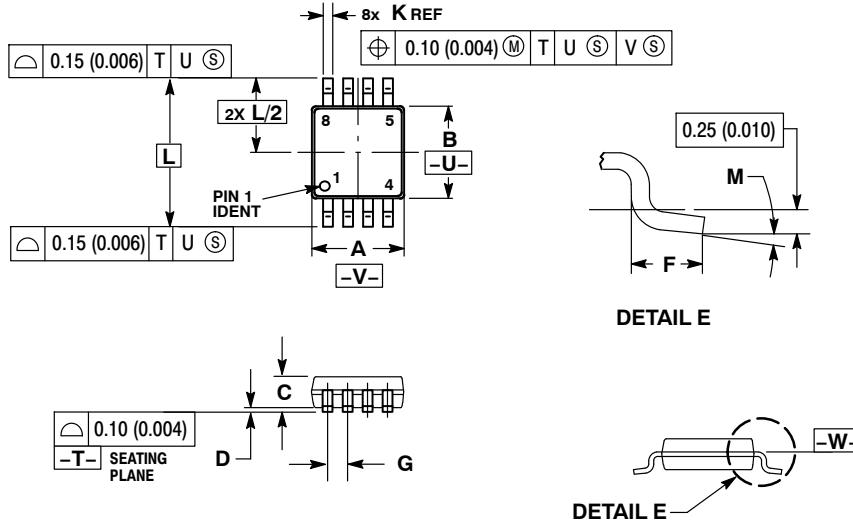 8x K REF
⌖ 0.10 (0.004) Ⓜ T U Ⓢ V Ⓢ
⌓ 0.15 (0.006) T U Ⓢ
2X L/2
L
8 5
B
-U-
1 4
PIN 1
IDENT
⌓ 0.15 (0.006) T U Ⓢ
A
-V-
0.25 (0.010)
M
F
DETAIL E
C
⌓ 0.10 (0.004)
-T- SEATING
PLANE
D
G
-W-
DETAIL E